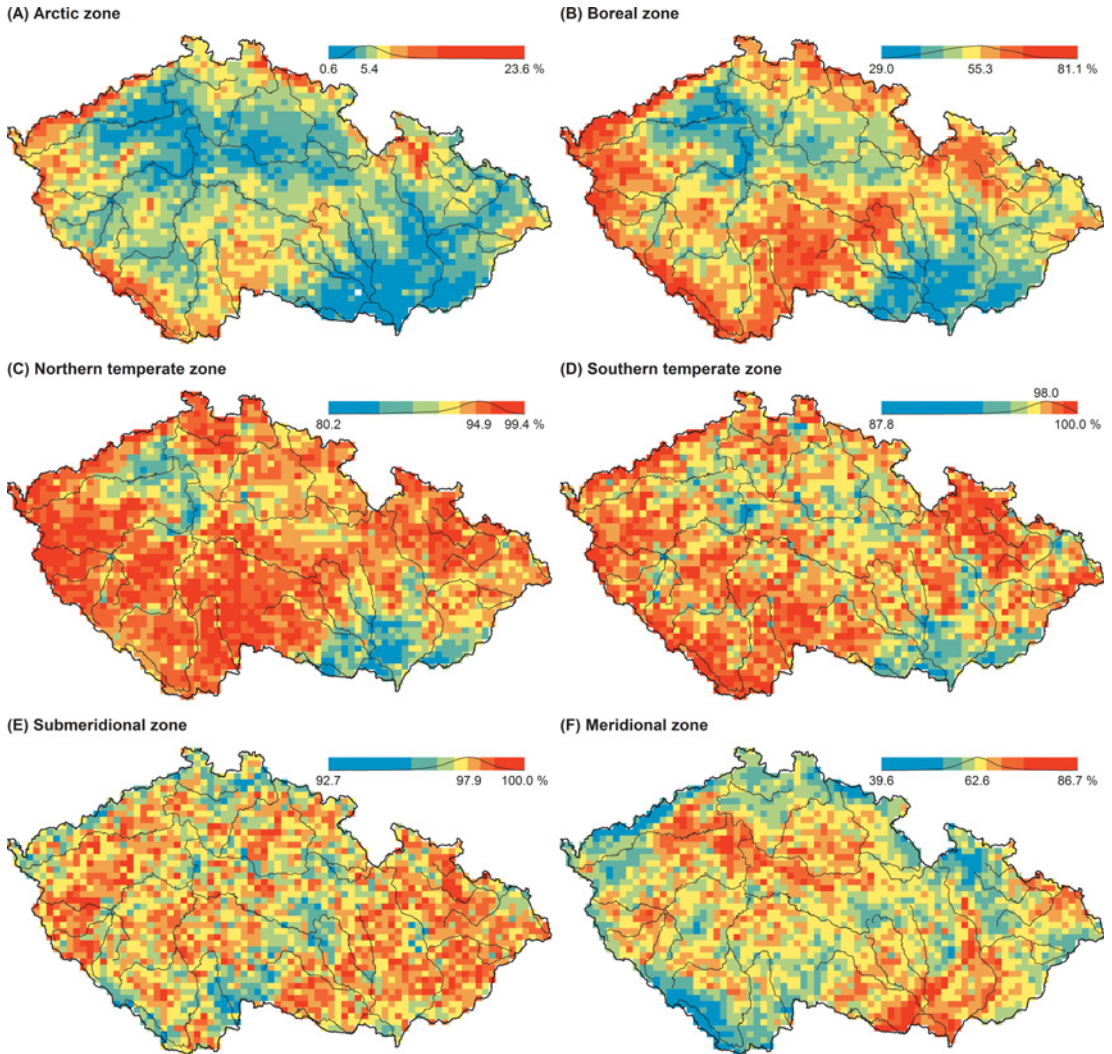 (A) Arctic zone
0.6 5.4 23.6 %
(B) Boreal zone
29.0 55.3 81.1 %
(C) Northern temperate zone
80.2 94.9 99.4 %
(D) Southern temperate zone
98.0
87.8 100.0 %
(E) Submeridional zone
92.7 97.9 100.0 %
(F) Meridional zone
39.6 62.6 86.7 %